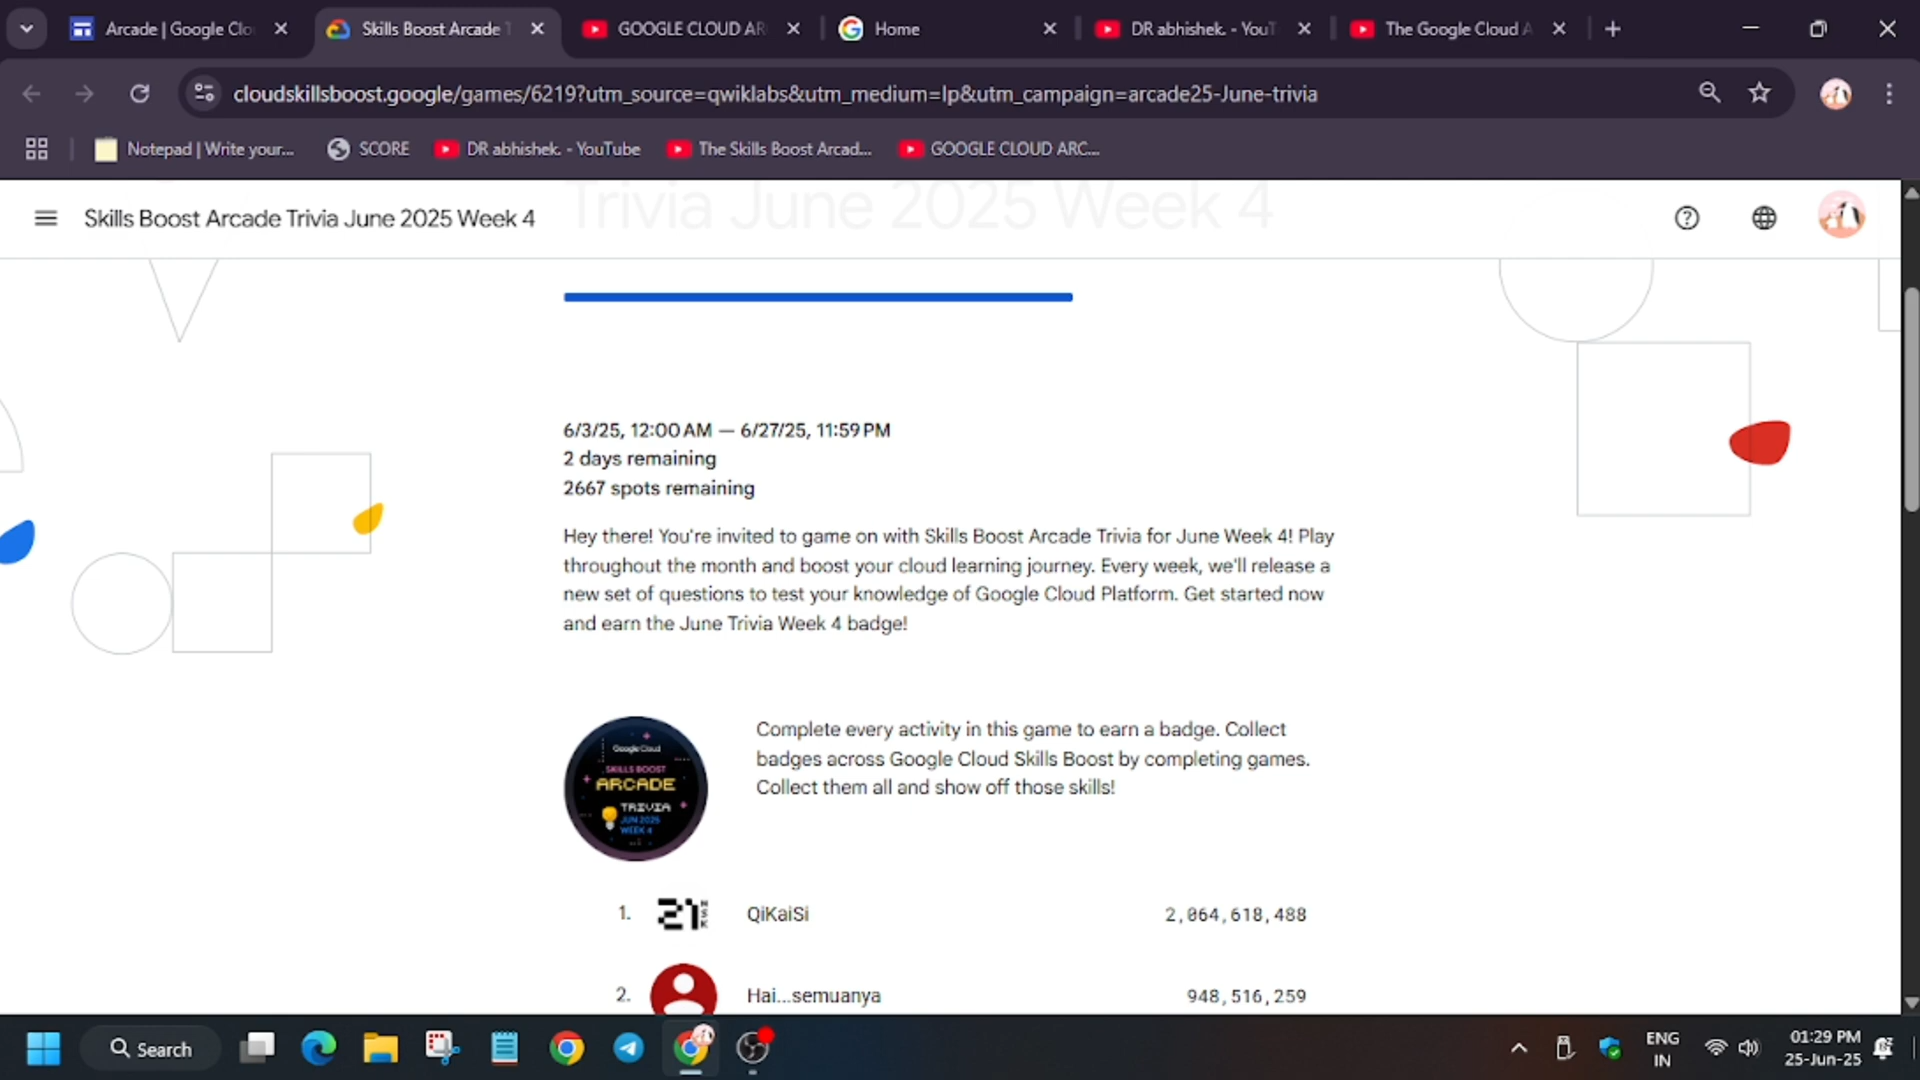 Arcade | Google Clo
Skills Boost Arcade T
GOOGLE CLOUD AR
Home
DR abhishek. - YouT
The Google Cloud A
cloudskillsboost.google/games/6219?utm_source=qwiklabs&utm_medium=lp&utm_campaign=arcade25-June-trivia
Notepad | Write your...
SCORE
DR abhishek. - YouTube
The Skills Boost Arcad...
GOOGLE CLOUD ARC...
Skills Boost Arcade Trivia June 2025 Week 4
Trivia June 2025 Week 4
6/3/25, 12:00 AM — 6/27/25, 11:59 PM
2 days remaining
2667 spots remaining
Hey there! You're invited to game on with Skills Boost Arcade Trivia for June Week 4! Play
throughout the month and boost your cloud learning journey. Every week, we'll release a
new set of questions to test your knowledge of Google Cloud Platform. Get started now
and earn the June Trivia Week 4 badge!
Google Cloud
SKILLS BOOST
ARCADE
TRIVIA
JUN 2025
WEEK 4
Complete every activity in this game to earn a badge. Collect
badges across Google Cloud Skills Boost by completing games.
Collect them all and show off those skills!
1. 21 QiKaiSi 2,064,618,488
2. Hai...semuanya 948,516,259
Search
ENG
IN
01:29 PM
25-Jun-25